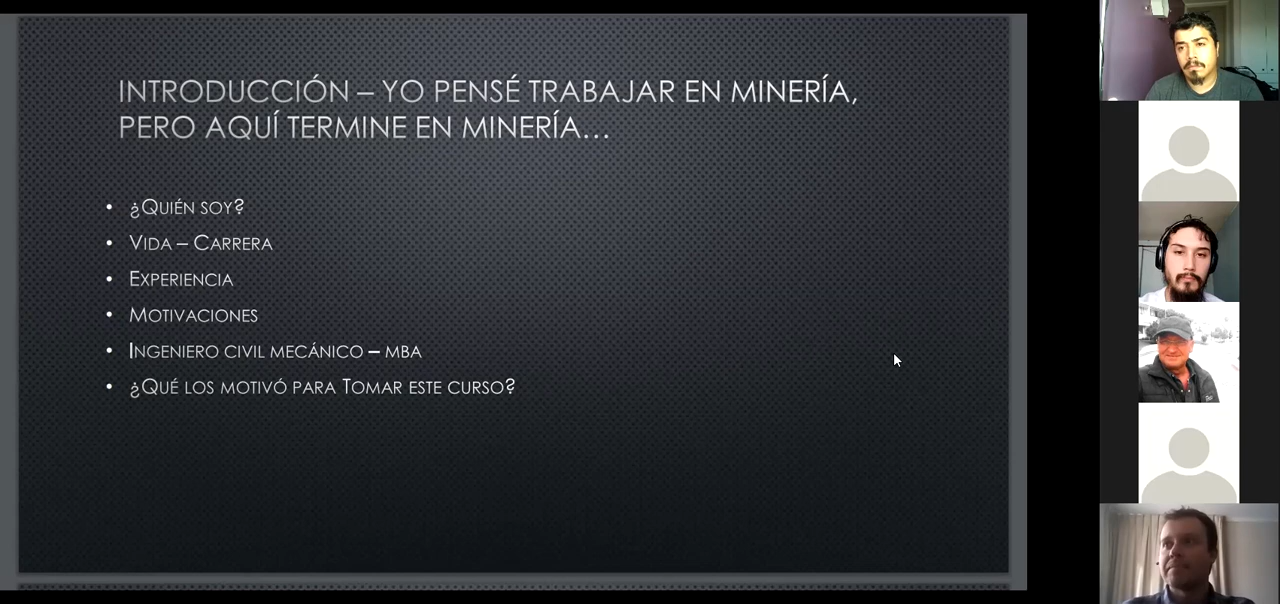 INTRODUCCIÓN – YO PENSÉ TRABAJAR EN MINERÍA,
PERO AQUÍ TERMINE EN MINERÍA...
• ¿QUIÉN SOY?
• VIDA – CARRERA
• EXPERIENCIA
• MOTIVACIONES
• INGENIERO CIVIL MECÁNICO – MBA
• ¿QUÉ LOS MOTIVÓ PARA TOMAR ESTE CURSO?